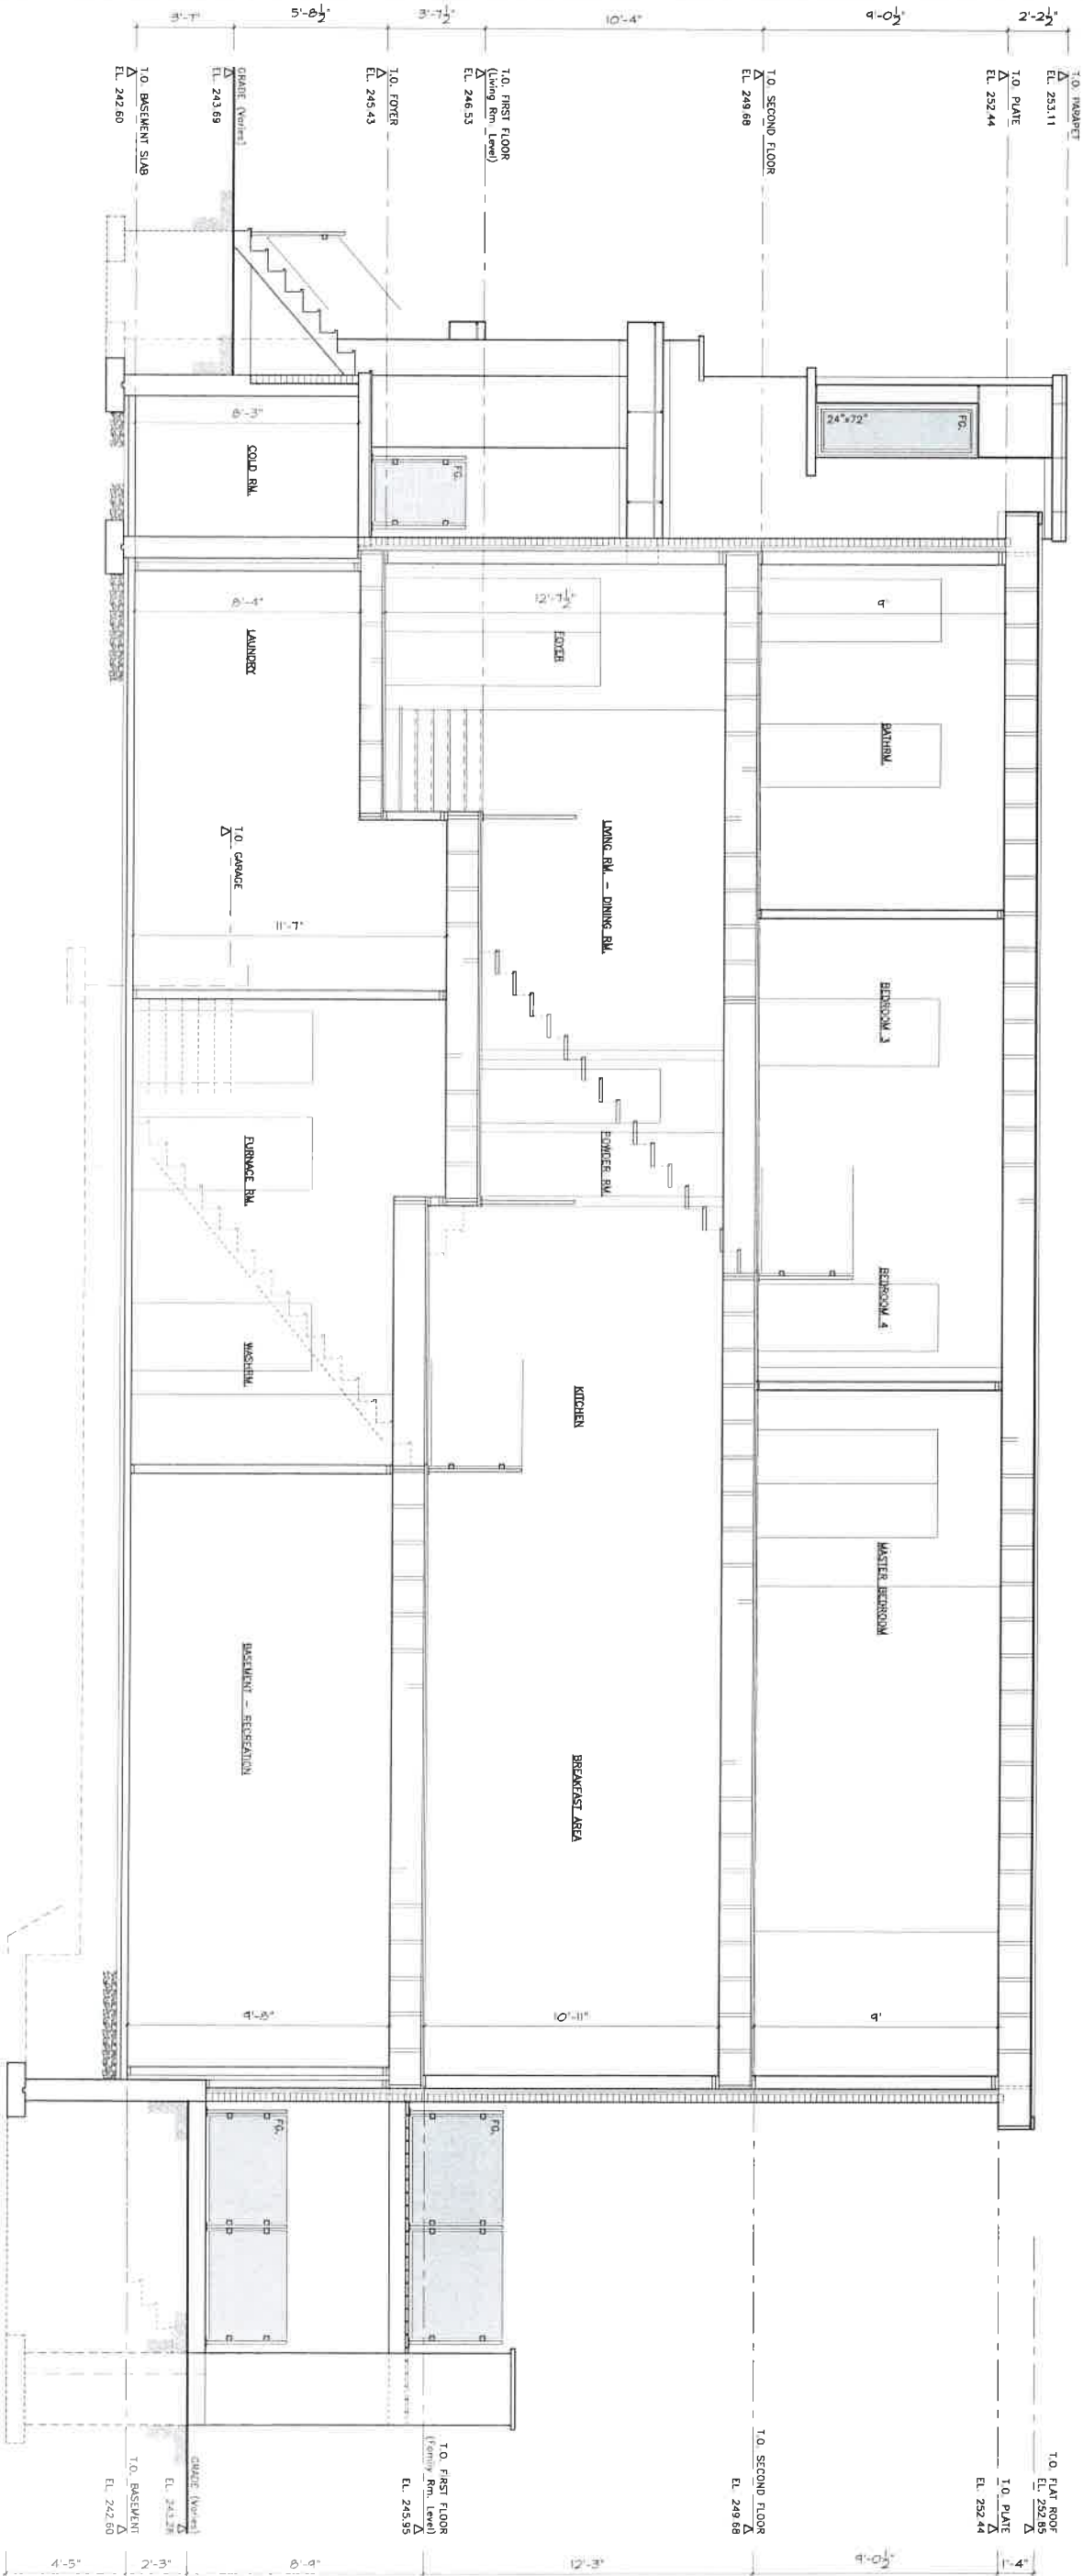 T.O. PARAPET
EL. 253.11
T.O. PLATE
EL. 252.44
T.O. SECOND FLOOR
EL. 249.68
T.O. FIRST FLOOR
(Living Rm. Level)
EL. 246.53
T.O. FOYER
EL. 245.43
GRADE (Varies)
EL. 243.69
T.O. BASEMENT SLAB
EL. 242.60
2'-2½"
9'-0½"
10'-4"
3'-7½"
5'-8½"
3'-7"
FG.
24"x72"
FG.
8'-3"
COLD RM.
9'
12'-7½"
8'-4"
BATHRM.
FOYER
LAUNDRY
LIVING RM. - DINING RM.
T.O. GARAGE
11'-7"
BEDROOM 3
POWDER RM.
FURNACE RM.
BEDROOM 4
KITCHEN
WASHRM.
MASTER BEDROOM
BREAKFAST AREA
BASEMENT - RECREATION
9'
10'-11"
9'-8"
FG.
FG.
T.O. FLAT ROOF
EL. 252.85
T.O. PLATE
EL. 252.44
T.O. SECOND FLOOR
EL. 249.68
T.O. FIRST FLOOR
(Family Rm. Level)
EL. 245.95
GRADE (Varies)
EL. 243.28
T.O. BASEMENT
EL. 242.60
1'-4"
9'-0½"
12'-3"
8'-9"
2'-3"
4'-5"